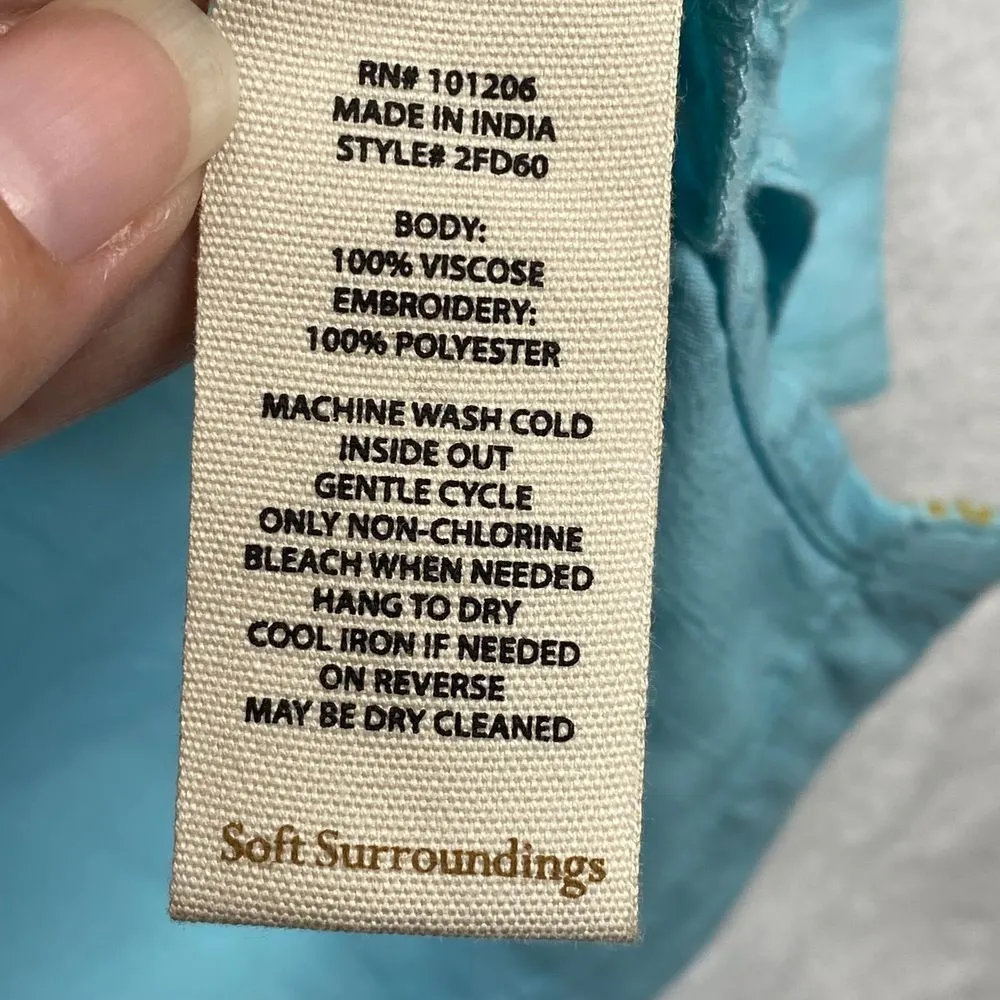 RN# 101206
MADE IN INDIA
STYLE# 2FD60
BODY:
100% VISCOSE
EMBROIDERY:
100% POLYESTER
MACHINE WASH COLD
INSIDE OUT
GENTLE CYCLE
ONLY NON-CHLORINE
BLEACH WHEN NEEDED
HANG TO DRY
COOL IRON IF NEEDED
ON REVERSE
MAY BE DRY CLEANED
Soft Surroundings